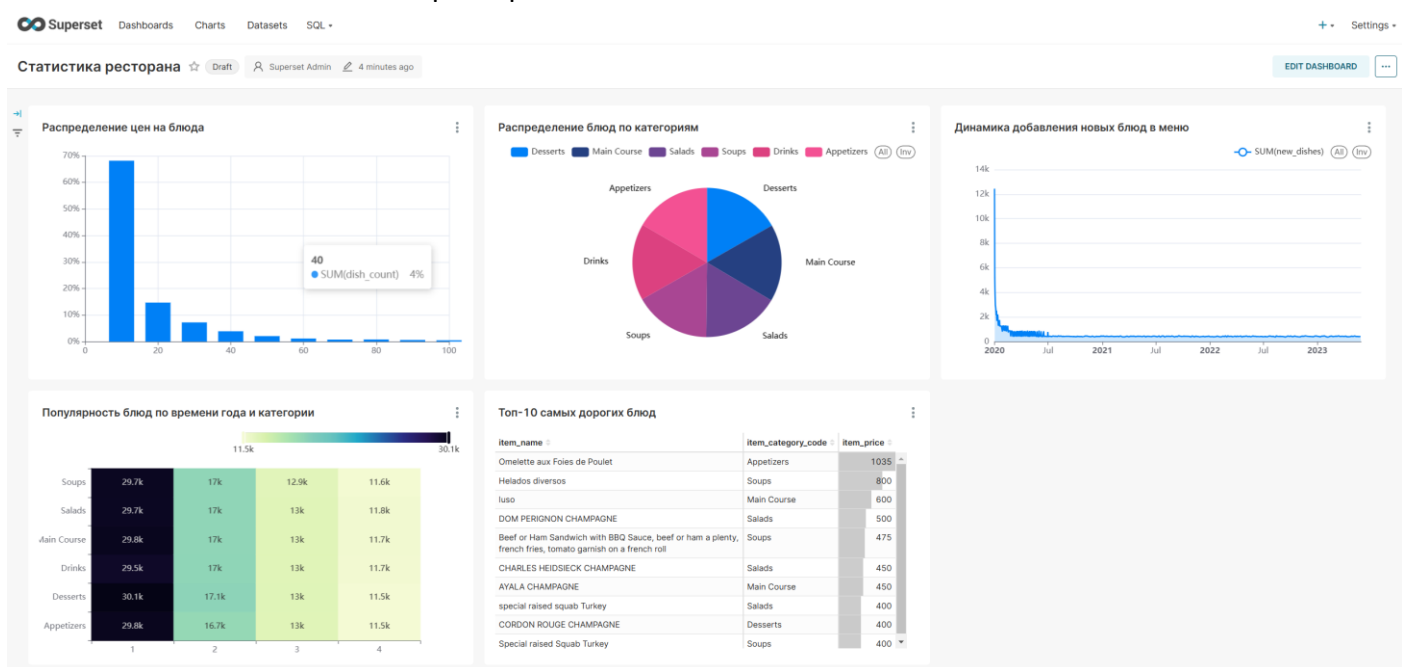 Superset Dashboards Charts Datasets SQL
+ Settings
Статистика ресторана Draft Superset Admin 4 minutes ago
EDIT DASHBOARD ...
Распределение цен на блюда
70%
60%
50%
40%
30%
20%
10%
0%
0 20 40 60 80 100
40
SUM(dish_count) 4%
Распределение блюд по категориям
Desserts Main Course Salads Soups Drinks Appetizers All Inv
Appetizers Desserts
Drinks Main Course
Soups Salads
Динамика добавления новых блюд в меню
SUM(new_dishes) All Inv
14k
12k
10k
8k
6k
4k
2k
0
2020 Jul 2021 Jul 2022 Jul 2023
Популярность блюд по времени года и категории
11.5k 30.1k
Soups 29.7k 17k 12.9k 11.6k
Salads 29.7k 17k 13k 11.8k
Main Course 29.8k 17k 13k 11.7k
Drinks 29.5k 17k 13k 11.7k
Desserts 30.1k 17.1k 13k 11.5k
Appetizers 29.8k 16.7k 13k 11.5k
1 2 3 4
Топ-10 самых дорогих блюд
item_name item_category_code item_price
Omelette aux Foies de Poulet Appetizers 1035
Helados diversos Soups 800
Main Course 600
DOM PERIGNON CHAMPAGNE Salads 500
Beef or Ham Sandwich with BBQ Sauce, beef or ham a plenty, Soups 475
french fries, tomato garnish on a french roll
CHARLES HEIDSIECK CHAMPAGNE Salads 450
AYALA CHAMPAGNE Main Course 450
special raised squab Turkey Salads 400
CORDON ROUGE CHAMPAGNE Desserts 400
Special raised Squab Turkey Soups 400